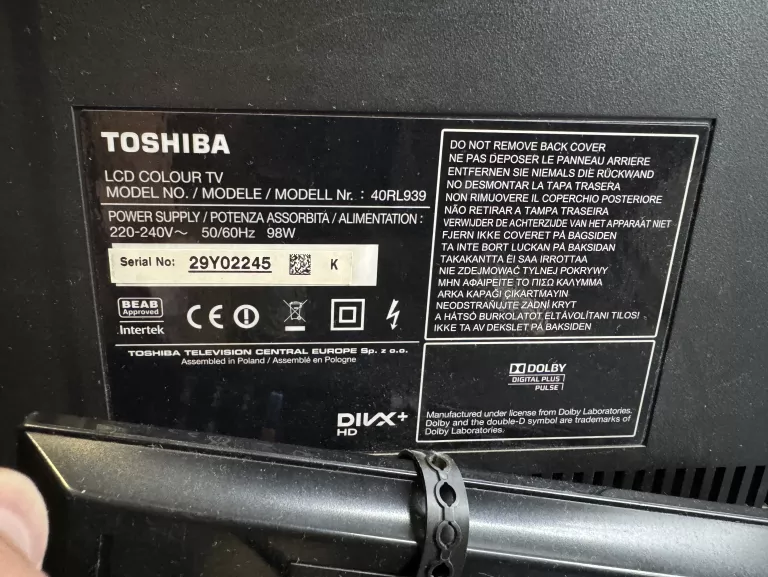 TOSHIBA
LCD COLOUR TV
MODEL NO. / MODELE / MODELL Nr. : 40RL939
POWER SUPPLY / POTENZA ASSORBITA / ALIMENTATION :
220-240V~ 50/60Hz 98W
Serial No: 29Y02245 K
BEAB
Approved
Intertek
CE
TOSHIBA TELEVISION CENTRAL EUROPE Sp. z o.o.
Assembled in Poland / Assemblé en Pologne
DIVX+
HD
DO NOT REMOVE BACK COVER
NE PAS DEPOSER LE PANNEAU ARRIERE
ENTFERNEN SIE NIEMALS DIE RÜCKWAND
NO DESMONTAR LA TAPA TRASERA
NON RIMUOVERE IL COPERCHIO POSTERIORE
NÃO RETIRAR A TAMPA TRASEIRA
VERWIJDER DE ACHTERZIJDE VAN HET APPARAAT NIET
FJERN IKKE COVERET PÅ BAGSIDEN
TA INTE BORT LUCKAN PÅ BAKSIDAN
TAKAKANTTA EI SAA IRROTTAA
NIE ZDEJMOWAĆ TYLNEJ POKRYWY
ΜΗΝ ΑΦΑΙΡΕΙΤΕ ΤΟ ΠΙΣΩ ΚΑΛΥΜΜΑ
ARKA KAPAĞI ÇIKARTMAYIN
NEODSTRAŇUJTE ZADNÍ KRYT
A HÁTSÓ BURKOLATOT ELTÁVOLÍTANI TILOS!
IKKE TA AV DEKSLET PÅ BAKSIDEN
DOLBY
DIGITAL PLUS
PULSE
Manufactured under license from Dolby Laboratories.
Dolby and the double-D symbol are trademarks of
Dolby Laboratories.